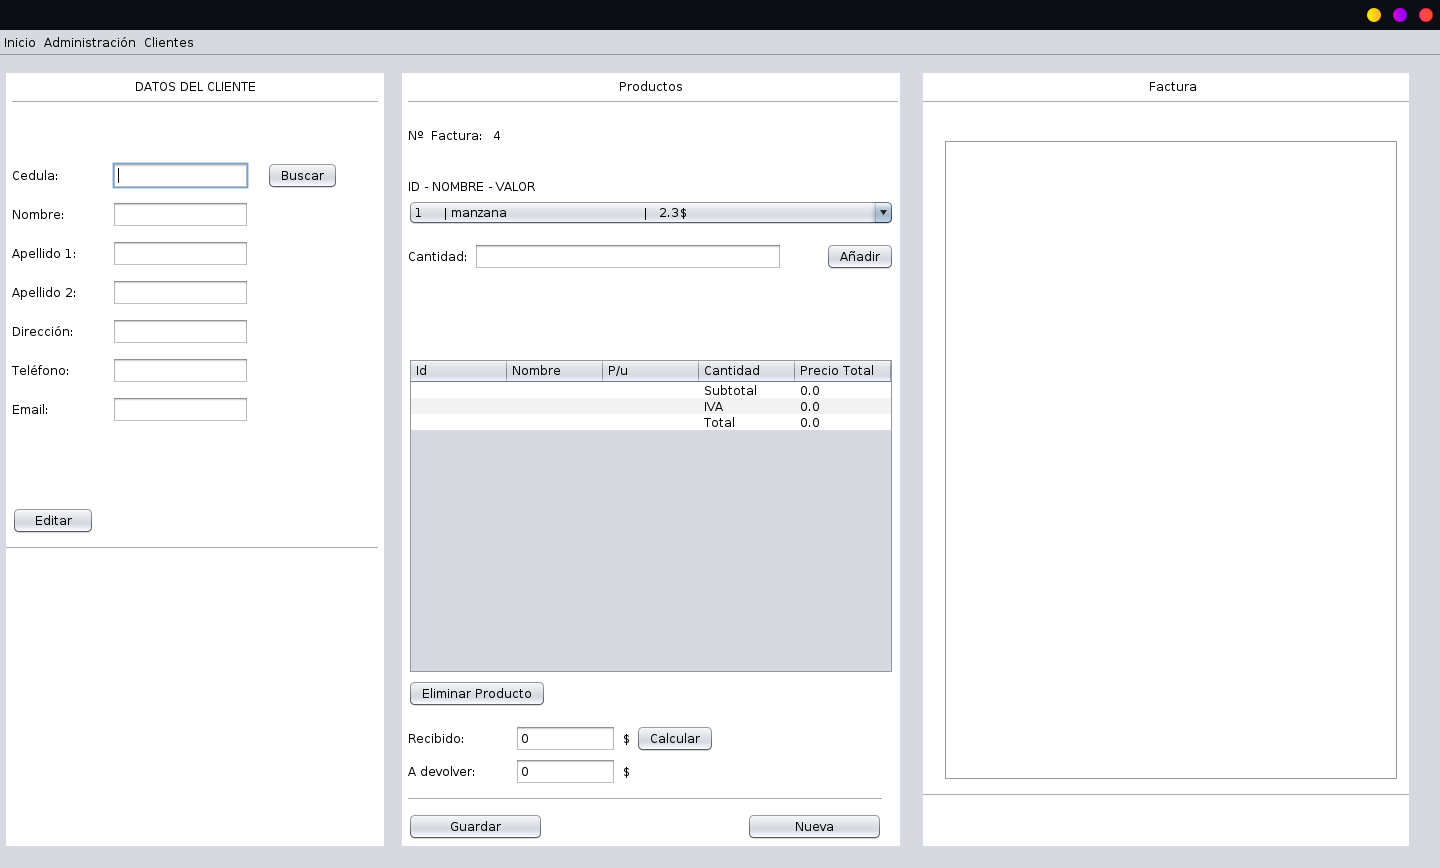 Inicio Administración Clientes
DATOS DEL CLIENTE
Cedula: Buscar
Nombre:
Apellido 1:
Apellido 2:
Dirección:
Teléfono:
Email:
Editar
Productos
Nº Factura: 4
ID - NOMBRE - VALOR
1 | manzana | 2.3$
Cantidad: Añadir
Id Nombre P/u Cantidad Precio Total
Subtotal 0.0
IVA 0.0
Total 0.0
Eliminar Producto
Recibido: 0 $ Calcular
A devolver: 0 $
Guardar Nueva
Factura